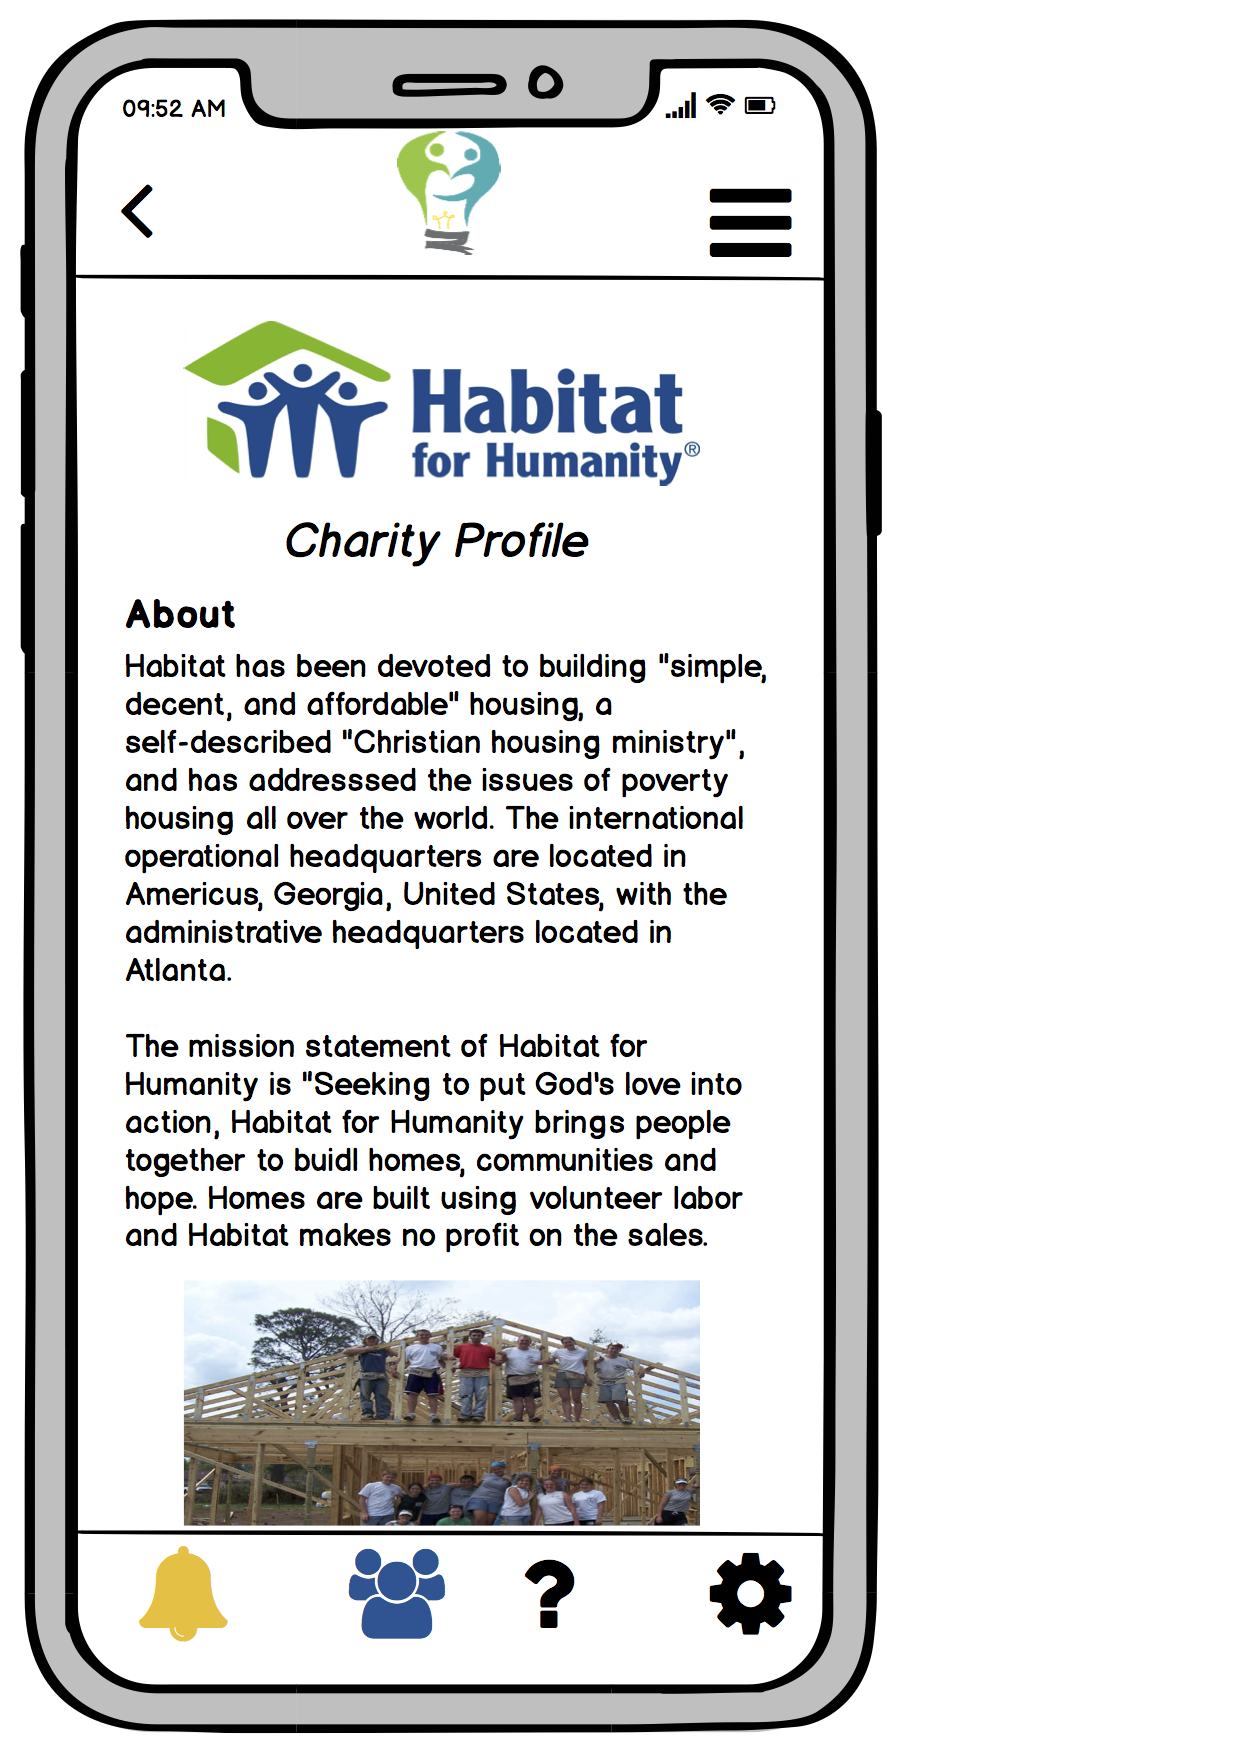 09:52 AM
Habitat
for Humanity®
Charity Profile
About
Habitat has been devoted to building "simple,
decent, and affordable" housing, a
self-described "Christian housing ministry",
and has addresssed the issues of poverty
housing all over the world. The international
operational headquarters are located in
Americus, Georgia, United States, with the
administrative headquarters located in
Atlanta.
The mission statement of Habitat for
Humanity is "Seeking to put God's love into
action, Habitat for Humanity brings people
together to buidl homes, communities and
hope. Homes are built using volunteer labor
and Habitat makes no profit on the sales.
?